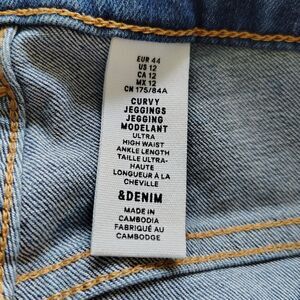 EUR 44
US 12
CA 12
MX 12
CN 175/84A
CURVY
JEGGINGS
JEGGING
MODELANT
ULTRA
HIGH WAIST
ANKLE LENGTH
TAILLE ULTRA-
HAUTE
LONGUEUR À LA
CHEVILLE
&DENIM
MADE IN
CAMBODIA
FABRIQUÉ AU
CAMBODGE